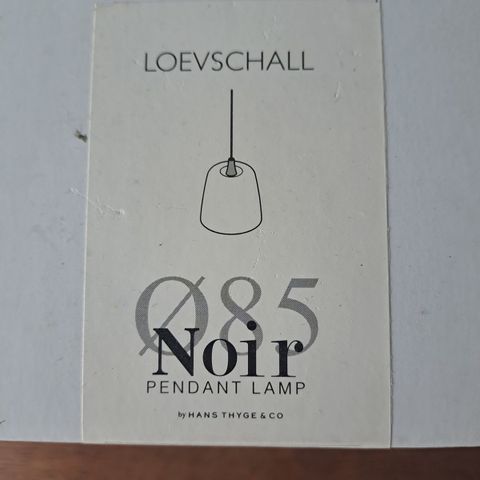 LOEVSCHALL
Ø85
Noir
PENDANT LAMP
by HANS THYGE & CO